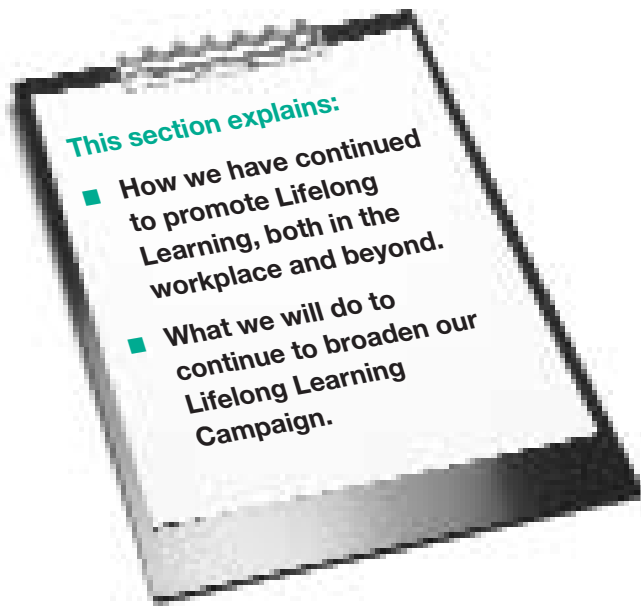 This section explains:
■ How we have continued
to promote Lifelong
Learning, both in the
workplace and beyond.
■ What we will do to
continue to broaden our
Lifelong Learning
Campaign.